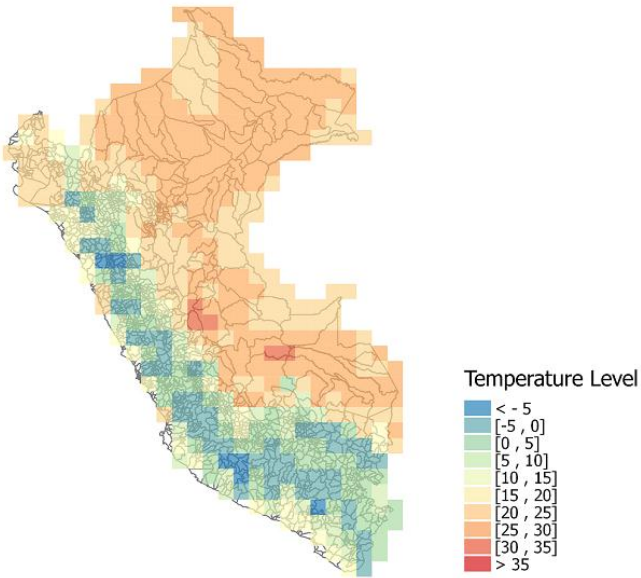 Temperature Level
< - 5
[-5 , 0]
[0 , 5]
[5 , 10]
[10 , 15]
[15 , 20]
[20 , 25]
[25 , 30]
[30 , 35]
> 35